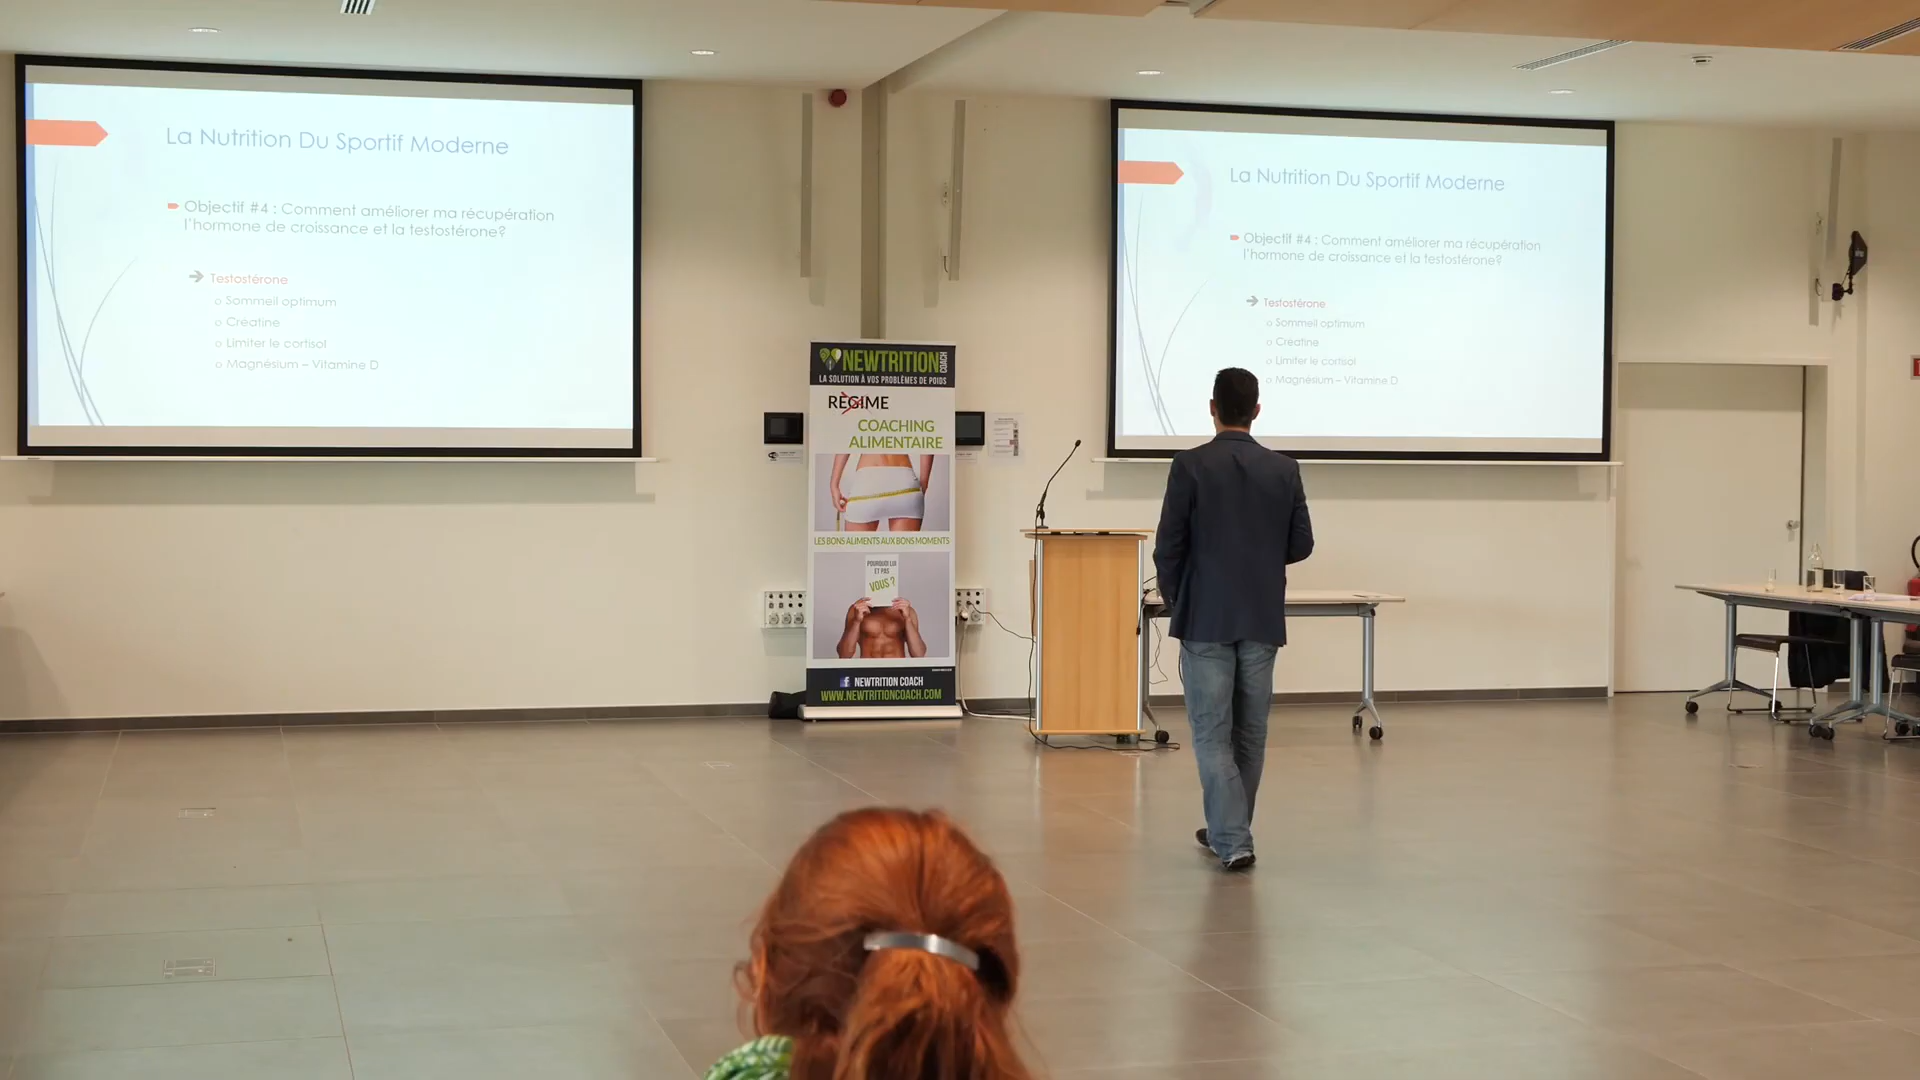 La Nutrition Du Sportif Moderne
Objectif #4 : Comment améliorer ma récupération
l'hormone de croissance et la testostérone?
Testostérone
Sommeil optimum
Créatine
Limiter le cortisol
Magnésium – Vitamine D
NEWTRITION COACH
LA SOLUTION À VOS PROBLÈMES DE POIDS
RÉGIME
COACHING
ALIMENTAIRE
LES BONS ALIMENTS AUX BONS MOMENTS
POURQUOI LUI
ET PAS
VOUS ?
f NEWTRITION COACH
WWW.NEWTRITIONCOACH.COM
La Nutrition Du Sportif Moderne
Objectif #4 : Comment améliorer ma récupération
l'hormone de croissance et la testostérone?
Testostérone
Sommeil optimum
Créatine
Limiter le cortisol
Magnésium – Vitamine D